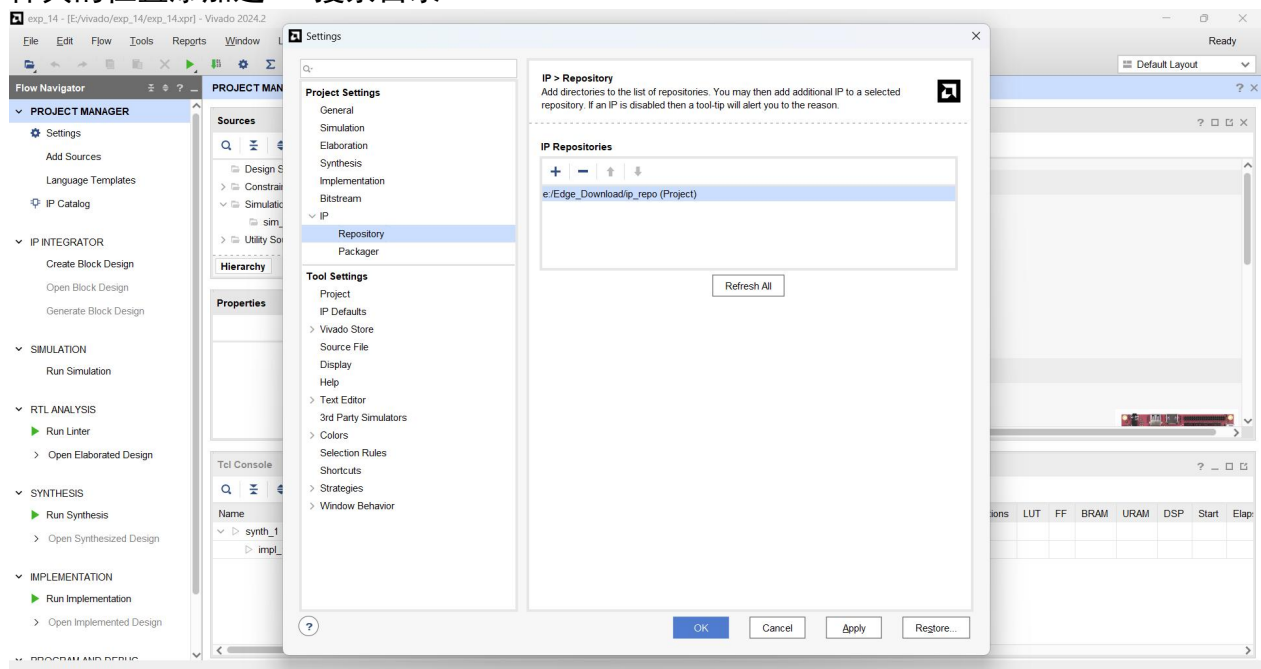 exp_14 - [E:/vivado/exp_14/exp_14.xpr] - Vivado 2024.2
File Edit Flow Tools Reports Window
Ready
Default Layout
Flow Navigator
PROJECT MANAGER
Settings
Add Sources
Language Templates
IP Catalog
IP INTEGRATOR
Create Block Design
Open Block Design
Generate Block Design
SIMULATION
Run Simulation
RTL ANALYSIS
Run Linter
Open Elaborated Design
SYNTHESIS
Run Synthesis
Open Synthesized Design
IMPLEMENTATION
Run Implementation
Open Implemented Design
PROJECT MAN
Sources
Design S
Constrai
Simulatio
sim_
Utility So
Hierarchy
Properties
Tcl Console
Name
synth_1
impl_
Settings
Q-
Project Settings
General
Simulation
Elaboration
Synthesis
Implementation
Bitstream
IP
Repository
Packager
Tool Settings
Project
IP Defaults
Vivado Store
Source File
Display
Help
Text Editor
3rd Party Simulators
Colors
Selection Rules
Shortcuts
Strategies
Window Behavior
IP > Repository
Add directories to the list of repositories. You may then add additional IP to a selected
repository. If an IP is disabled then a tool-tip will alert you to the reason.
IP Repositories
e:/Edge_Download/ip_repo (Project)
Refresh All
OK Cancel Apply Restore...
tions LUT FF BRAM URAM DSP Start Elap